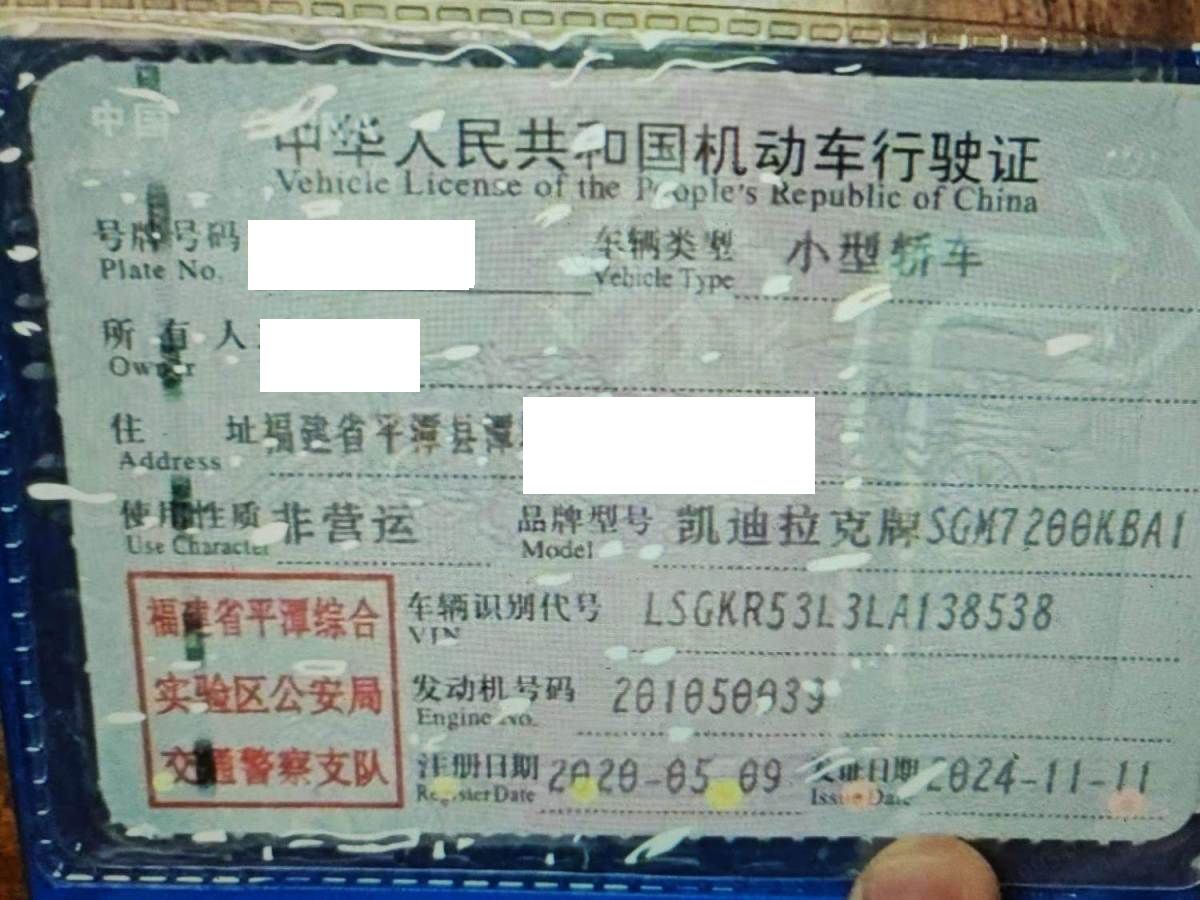 中国
中华人民共和国机动车行驶证
Vehicle License of the People's Republic of China
号牌号码 车辆类型 小型轿车
Plate No. Vehicle Type
所有人
Owner
住址 福建省平潭县潭
Address
使用性质 非营运 品牌型号 凯迪拉克牌SGM7200KBA1
Use Character Model
福建省平潭综合 车辆识别代号 LSGKR53L3LA138538
VIN
实验区公安局 发动机号码 201050939
Engine No.
交通警察支队 注册日期 2020-05-09 发证日期 2024-11-11
Register Date Issue Date